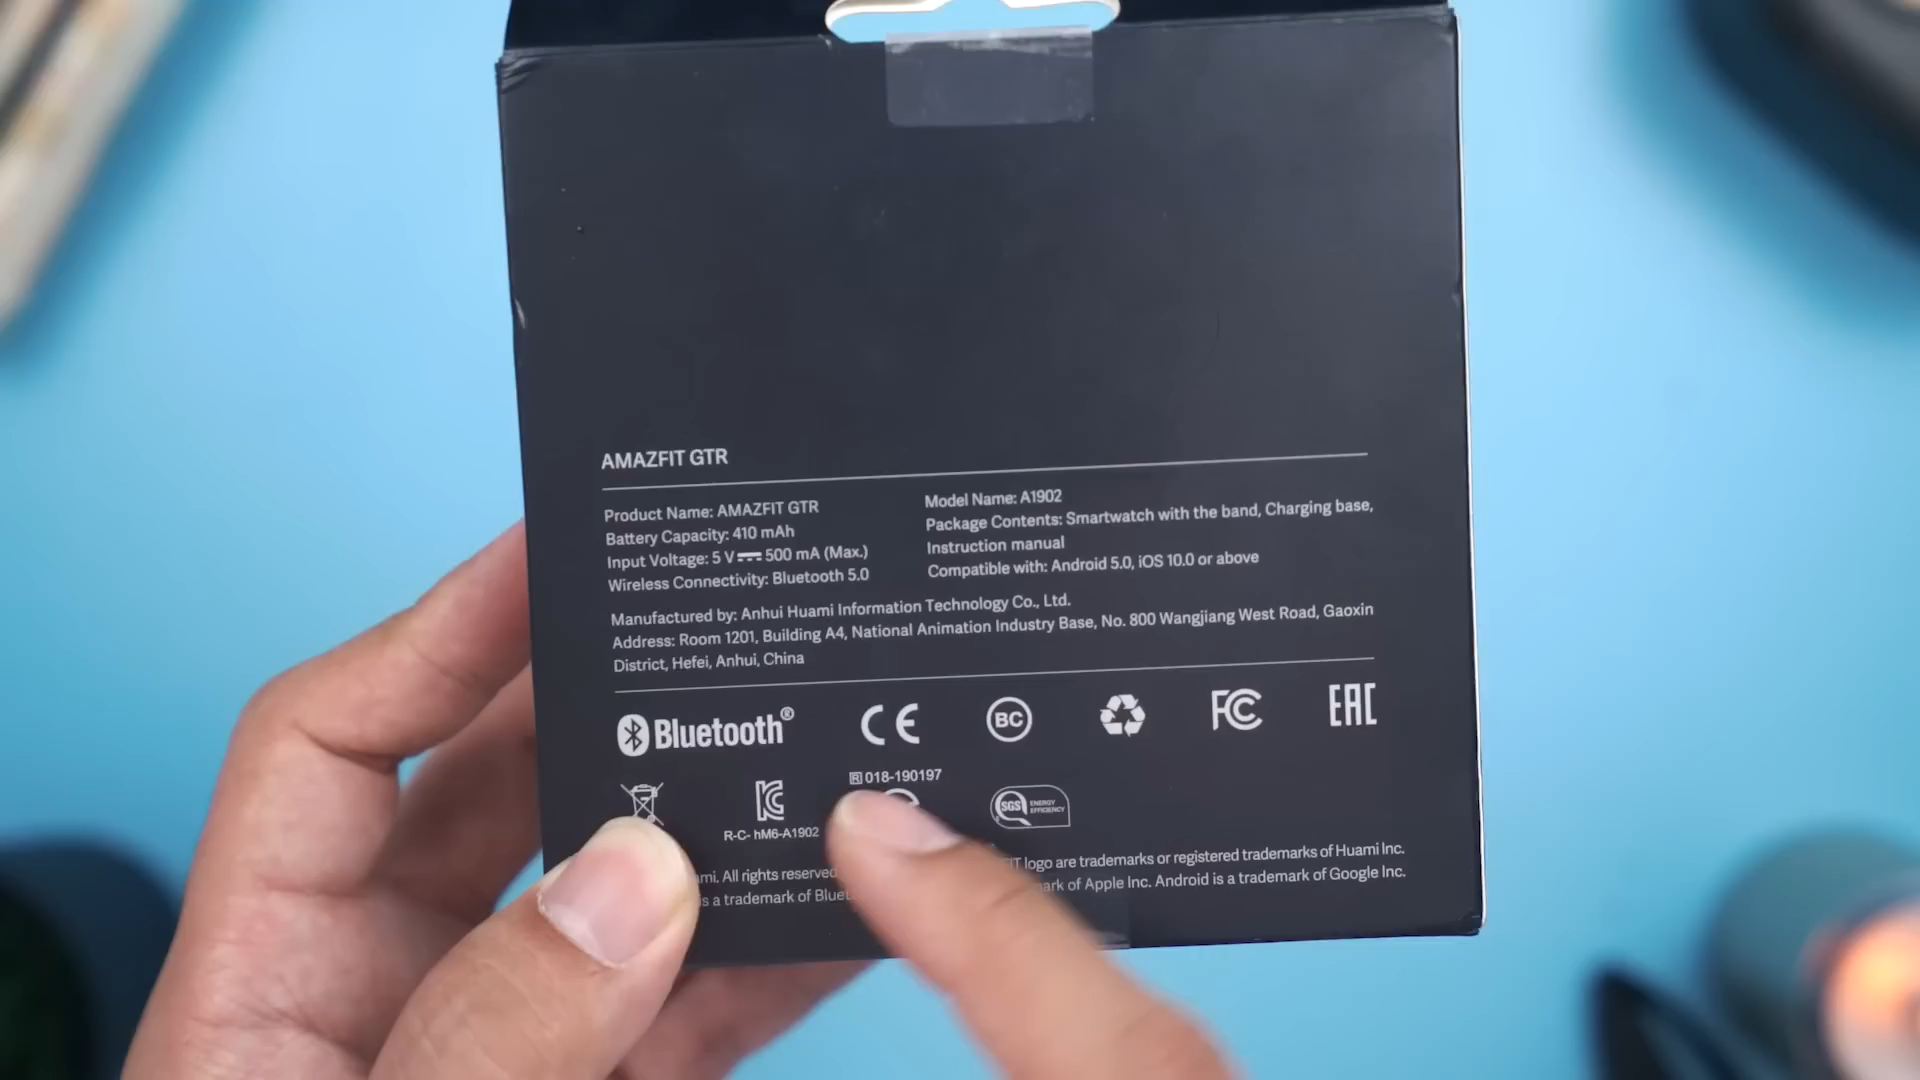 AMAZFIT GTR
Product Name: AMAZFIT GTR
Battery Capacity: 410 mAh
Input Voltage: 5 V⎓500 mA (Max.)
Wireless Connectivity: Bluetooth 5.0
Model Name: A1902
Package Contents: Smartwatch with the band, Charging base,
Instruction manual
Compatible with: Android 5.0, iOS 10.0 or above
Manufactured by: Anhui Huami Information Technology Co., Ltd.
Address: Room 1201, Building A4, National Animation Industry Base, No. 800 Wangjiang West Road, Gaoxin
District, Hefei, Anhui, China
Bluetooth®
CE
BC
FC
EAC
R 018-190197
KC
R-C- hM6-A1902
SGS ENERGY
EFFICIENCY
All rights reserved logo are trademarks or registered trademarks of Huami Inc.
is a trademark of of Apple Inc. Android is a trademark of Google Inc.